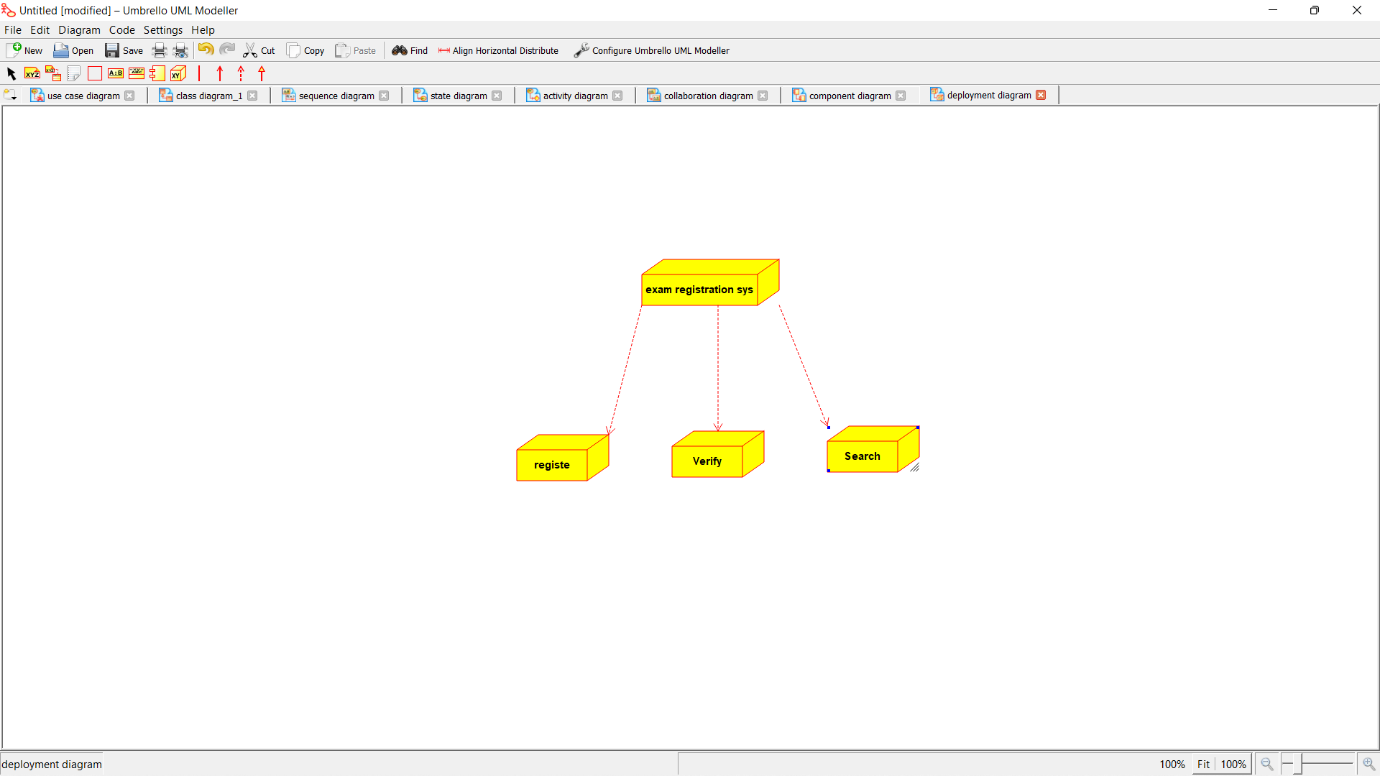 Untitled [modified] – Umbrello UML Modeller
File Edit Diagram Code Settings Help
New Open Save Cut Copy Paste Find Align Horizontal Distribute Configure Umbrello UML Modeller
use case diagram class diagram_1 sequence diagram state diagram activity diagram collaboration diagram component diagram deployment diagram
exam registration sys
registe Verify Search
deployment diagram 100% Fit 100%